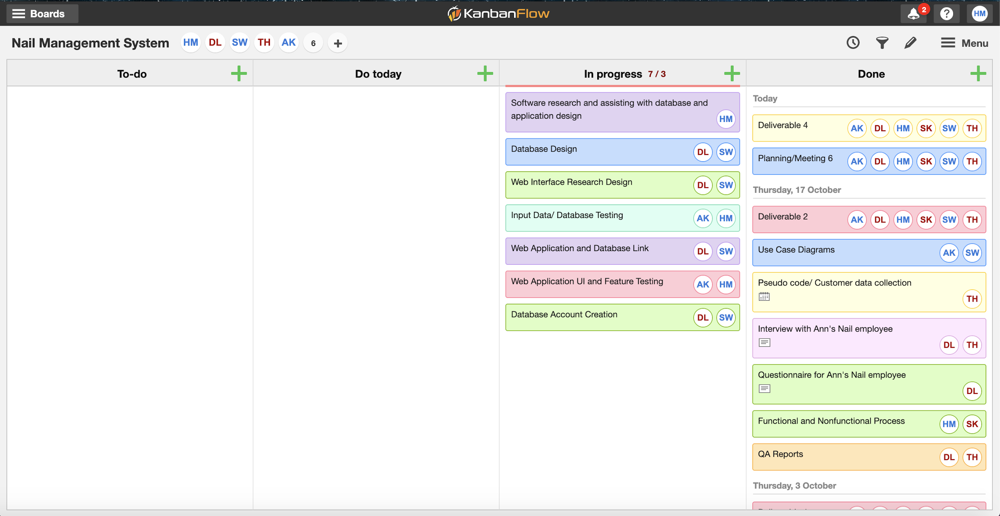 Boards
KanbanFlow
2
?
HM
Nail Management System
HM DL SW TH AK 6 +
Menu
To-do
Do today
In progress 7 / 3
Done
Software research and assisting with database and
application design
HM
Database Design
DL SW
Web Interface Research Design
DL SW
Input Data/ Database Testing
AK HM
Web Application and Database Link
DL SW
Web Application UI and Feature Testing
AK HM
Database Account Creation
DL SW
Today
Deliverable 4
AK DL HM SK SW TH
Planning/Meeting 6
AK DL HM SK SW TH
Thursday, 17 October
Deliverable 2
AK DL HM SK SW TH
Use Case Diagrams
AK SW
Pseudo code/ Customer data collection
TH
Interview with Ann's Nail employee
DL TH
Questionnaire for Ann's Nail employee
DL
Functional and Nonfunctional Process
HM SK
QA Reports
DL TH
Thursday, 3 October